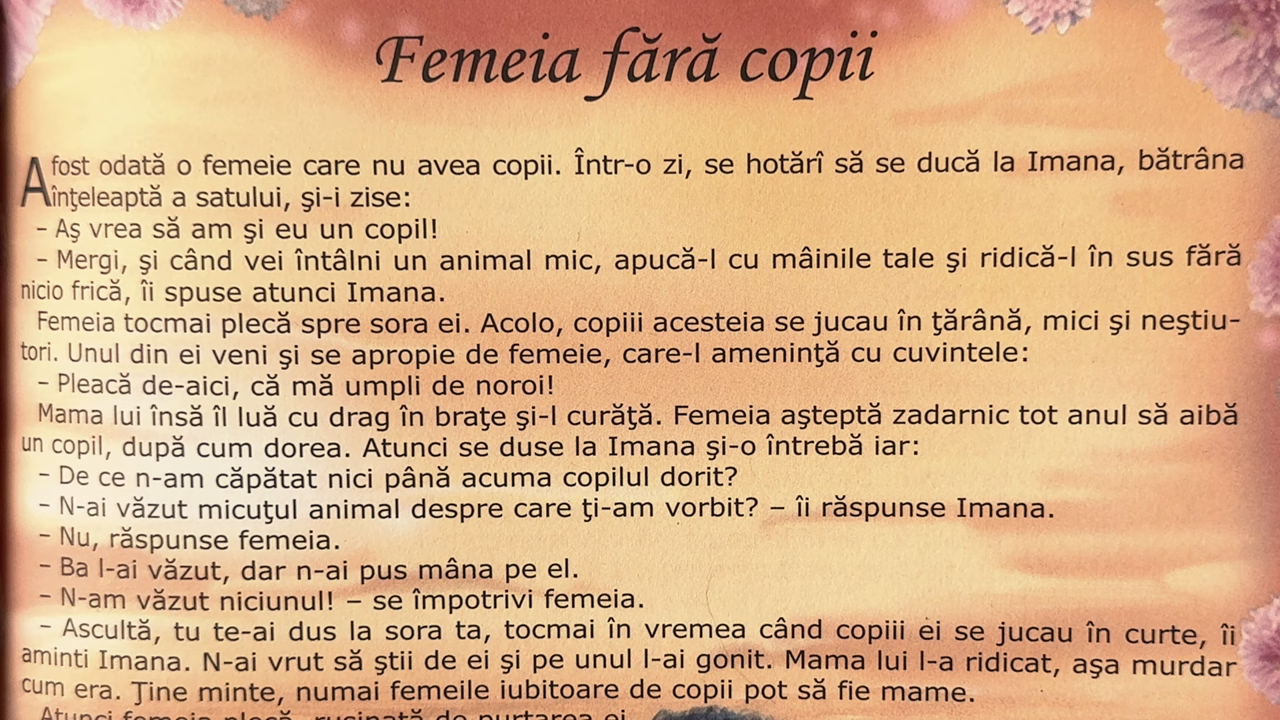 Femeia fără copii
A fost odată o femeie care nu avea copii. Într-o zi, se hotărî să se ducă la Imana, bătrâna
înţeleaptă a satului, şi-i zise:
– Aş vrea să am şi eu un copil!
– Mergi, şi când vei întâlni un animal mic, apucă-l cu mâinile tale şi ridică-l în sus fără
nicio frică, îi spuse atunci Imana.
Femeia tocmai plecă spre sora ei. Acolo, copiii acesteia se jucau în ţărână, mici şi neştiu-
tori. Unul din ei veni şi se apropie de femeie, care-l ameninţă cu cuvintele:
– Pleacă de-aici, că mă umpli de noroi!
Mama lui însă îl luă cu drag în braţe şi-l curăţă. Femeia aşteptă zadarnic tot anul să aibă
un copil, după cum dorea. Atunci se duse la Imana şi-o întrebă iar:
– De ce n-am căpătat nici până acuma copilul dorit?
– N-ai văzut micuţul animal despre care ţi-am vorbit? – îi răspunse Imana.
– Nu, răspunse femeia.
– Ba l-ai văzut, dar n-ai pus mâna pe el.
– N-am văzut niciunul! – se împotrivi femeia.
– Ascultă, tu te-ai dus la sora ta, tocmai în vremea când copiii ei se jucau în curte, îi
aminti Imana. N-ai vrut să ştii de ei şi pe unul l-ai gonit. Mama lui l-a ridicat, aşa murdar
cum era. Ţine minte, numai femeile iubitoare de copii pot să fie mame.
Atunci femeia plecă, ruşinată de purtarea ei.